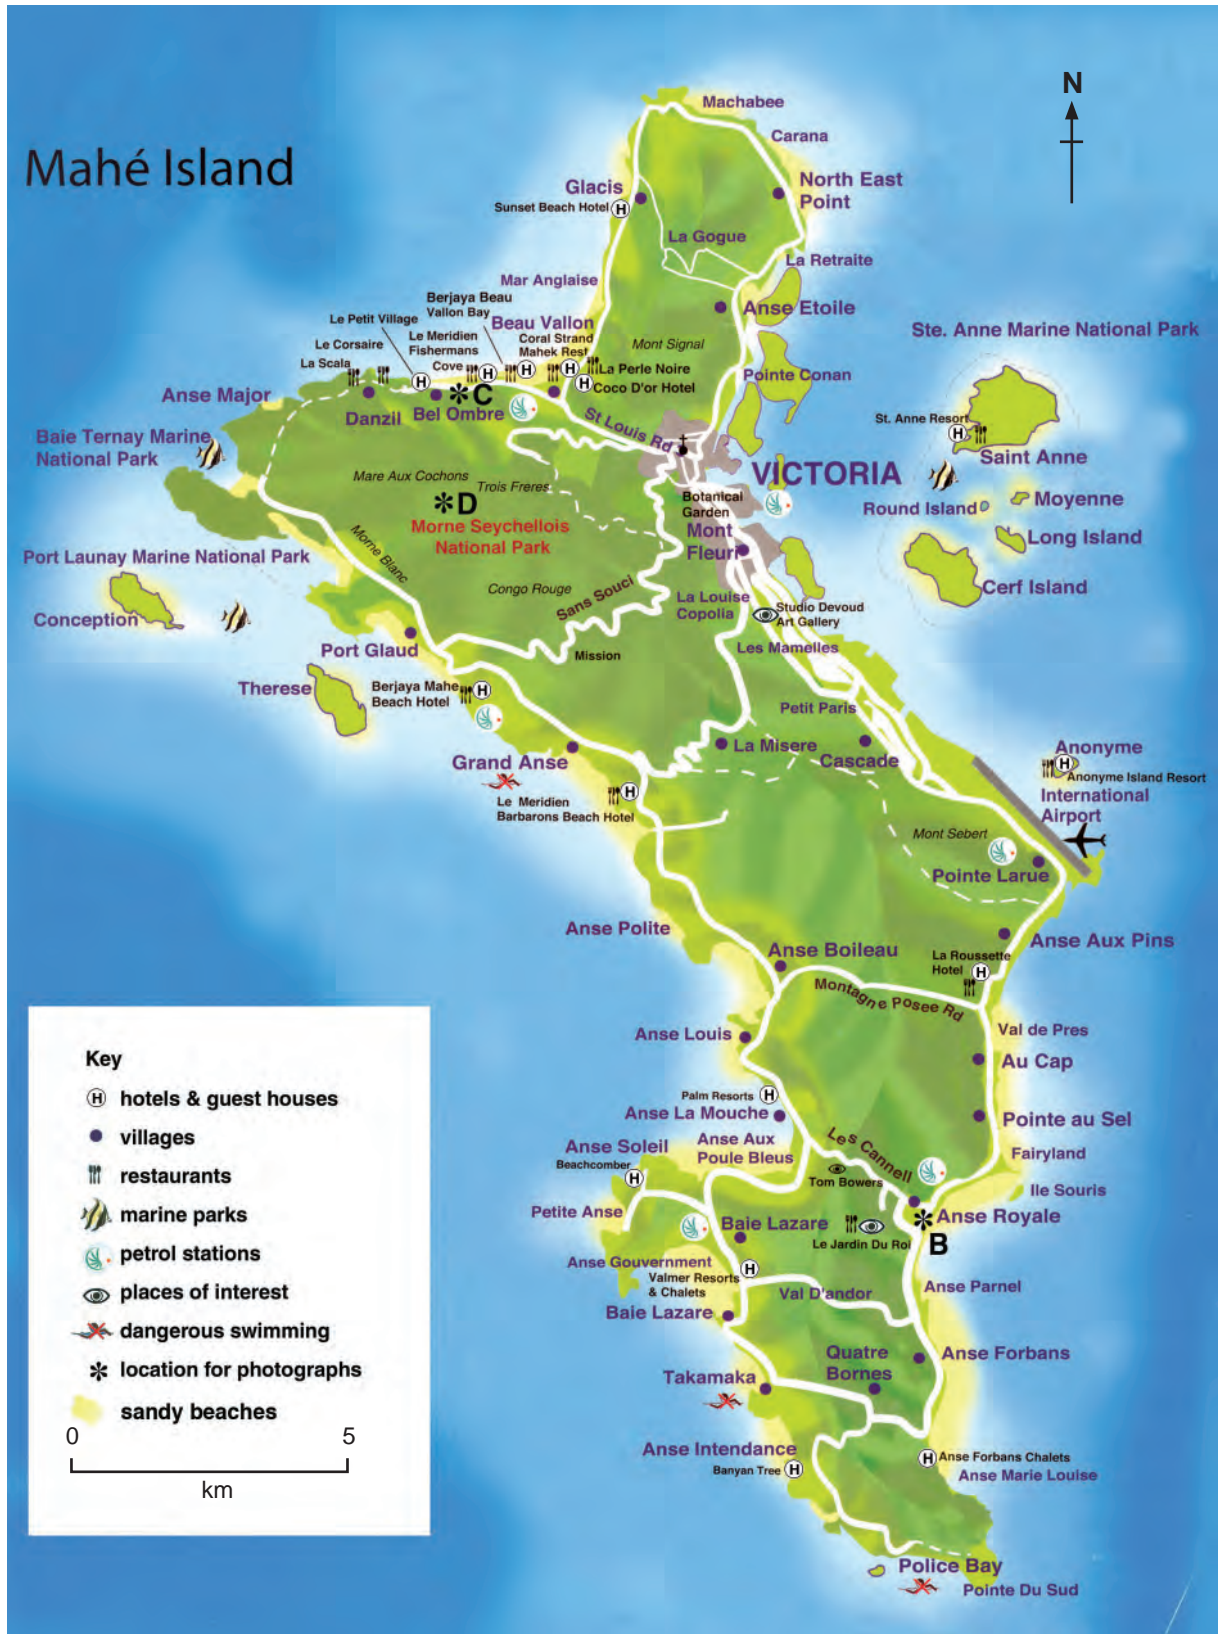 N
Mahé Island
Machabee
Carana
North East
Point
Glacis
Sunset Beach Hotel
H
La Gogue
La Retraite
Mar Anglaise
Berjaya Beau
Vallon Bay
Le Petit Village
Beau Vallon
Anse Etoile
Ste. Anne Marine National Park
Le Corsaire
Le Meridien
Fishermans
Cove
Coral Strand
Mahek Rest
Mont Signal
La Scala
H
H
H
H
La Perle Noire
H
Coco D'or Hotel
Pointe Conan
Anse Major
Danzil
Bel Ombre
C
St Louis Rd
St. Anne Resort
H
Saint Anne
Baie Ternay Marine
National Park
Mare Aux Cochons
Trois Freres
VICTORIA
D
Morne Seychellois
National Park
Botanical
Garden
Round Island
Moyenne
Mont
Fleuri
Long Island
Port Launay Marine National Park
Morne Blanc
Congo Rouge
Sans Souci
La Louise
Copolia
Cerf Island
Studio Devoud
Art Gallery
Conception
Port Glaud
Mission
Les Mamelles
Therese
Berjaya Mahe
Beach Hotel
H
Petit Paris
La Misere
Cascade
Grand Anse
Anonyme
H
Anonyme Island Resort
International
Airport
Le Meridien
Barbarons Beach Hotel
H
Mont Sebert
Pointe Larue
Anse Polite
Anse Boileau
Anse Aux Pins
La Roussette
Hotel
H
Montagne Posee Rd
Anse Louis
Val de Pres
Au Cap
Palm Resorts
H
Anse La Mouche
Pointe au Sel
Anse Soleil
Beachcomber
H
Anse Aux
Poule Bleus
Les Cannell
Fairyland
Tom Bowers
Ile Souris
Petite Anse
Baie Lazare
Anse Royale
B
Le Jardin Du Roi
Anse Gouvernment
Valmer Resorts
& Chalets
H
Val D'andor
Anse Parnel
Baie Lazare
Quatre
Bornes
Anse Forbans
Takamaka
Anse Intendance
Banyan Tree
H
H
Anse Forbans Chalets
Anse Marie Louise
Police Bay
Pointe Du Sud
Key
H
hotels & guest houses
villages
restaurants
marine parks
petrol stations
places of interest
dangerous swimming
location for photographs
sandy beaches
0 5
km